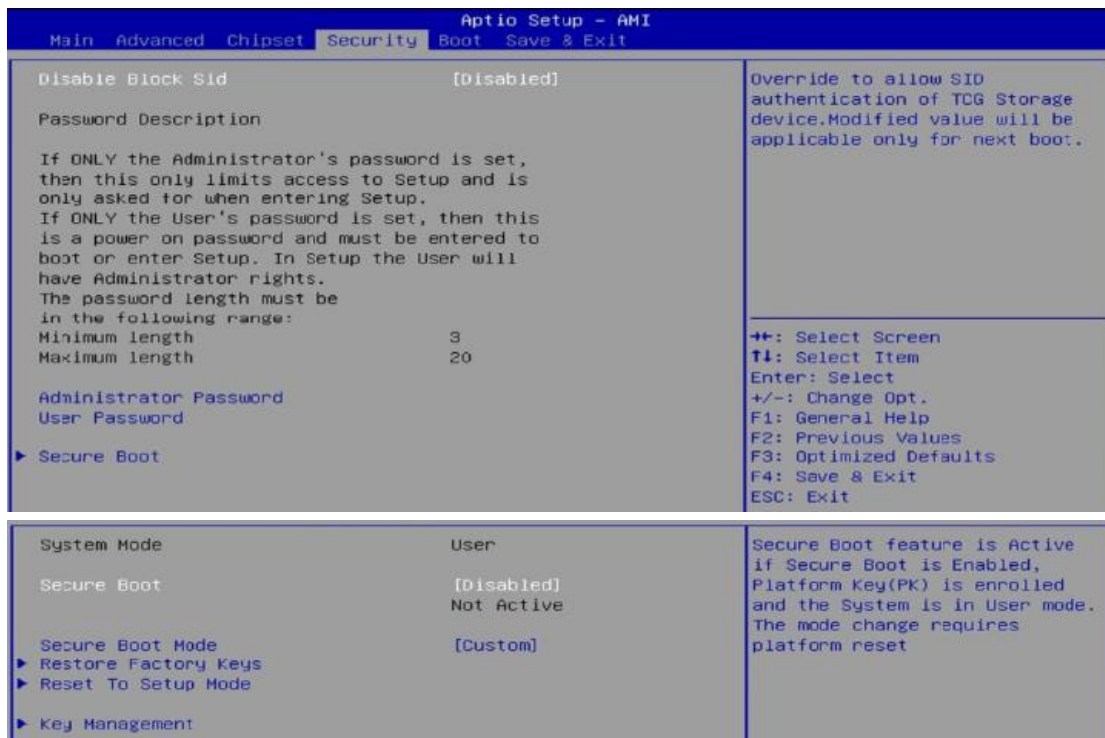 Aptio Setup - AMI
Main Advanced Chipset Security Boot Save & Exit
Disable Block Sid [Disabled]
Password Description
If ONLY the Administrator's password is set,
then this only limits access to Setup and is
only asked for when entering Setup.
If ONLY the User's password is set, then this
is a power on password and must be entered to
boot or enter Setup. In Setup the User will
have Administrator rights.
The password length must be
in the following range:
Minimum length 3
Maximum length 20
Administrator Password
User Password
▶ Secure Boot
Override to allow SID
authentication of TCG Storage
device.Modified value will be
applicable only for next boot.
→←: Select Screen
↑↓: Select Item
Enter: Select
+/-: Change Opt.
F1: General Help
F2: Previous Values
F3: Optimized Defaults
F4: Save & Exit
ESC: Exit
System Mode User
Secure Boot [Disabled]
Not Active
Secure Boot Mode [Custom]
▶ Restore Factory Keys
▶ Reset To Setup Mode
▶ Key Management
Secure Boot feature is Active
if Secure Boot is Enabled,
Platform Key(PK) is enrolled
and the System is in User mode.
The mode change requires
platform reset